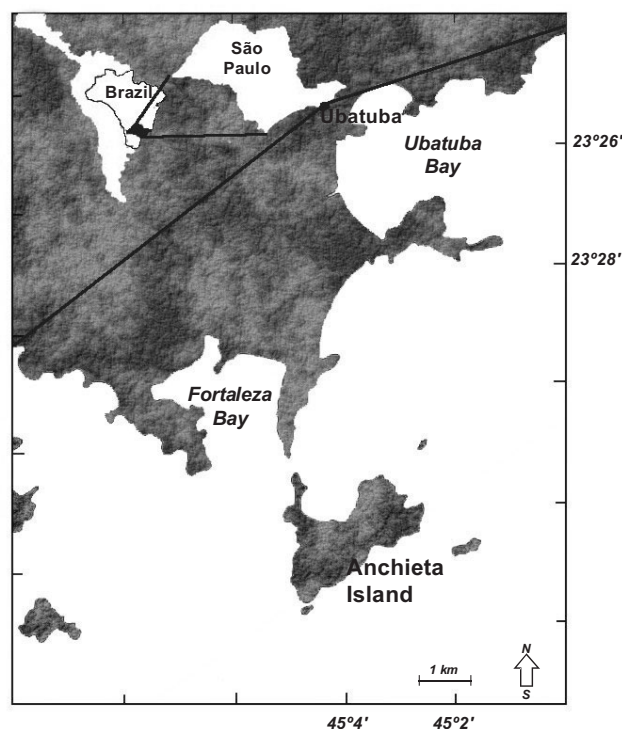 São
Paulo
Brazil
Ubatuba
Ubatuba
Bay
23°26'
23°28'
Fortaleza
Bay
Anchieta
Island
1 km
N
S
45°4'
45°2'